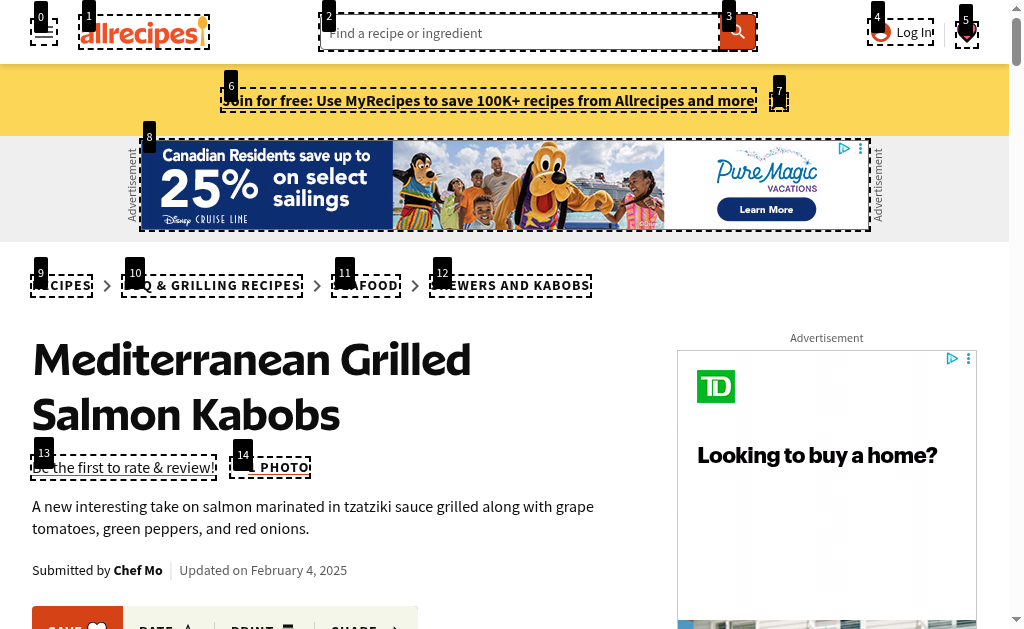 0
1
2
3
4
5
allrecipes
Find a recipe or ingredient
Log In
6
7
Join for free: Use MyRecipes to save 100K+ recipes from Allrecipes and more
8
Advertisement
Canadian Residents save up to
25% on select
sailings
Disney CRUISE LINE
PURE MAGIC
VACATIONS
Learn More
Advertisement
9
10
11
12
RECIPES
BBQ & GRILLING RECIPES
SEAFOOD
SKEWERS AND KABOBS
Mediterranean Grilled
Salmon Kabobs
13
14
Be the first to rate & review!
1 PHOTO
A new interesting take on salmon marinated in tzatziki sauce grilled along with grape
tomatoes, green peppers, and red onions.
Submitted by Chef Mo
Updated on February 4, 2025
SAVE
RATE
PRINT
SHARE
Advertisement
TD
Looking to buy a home?